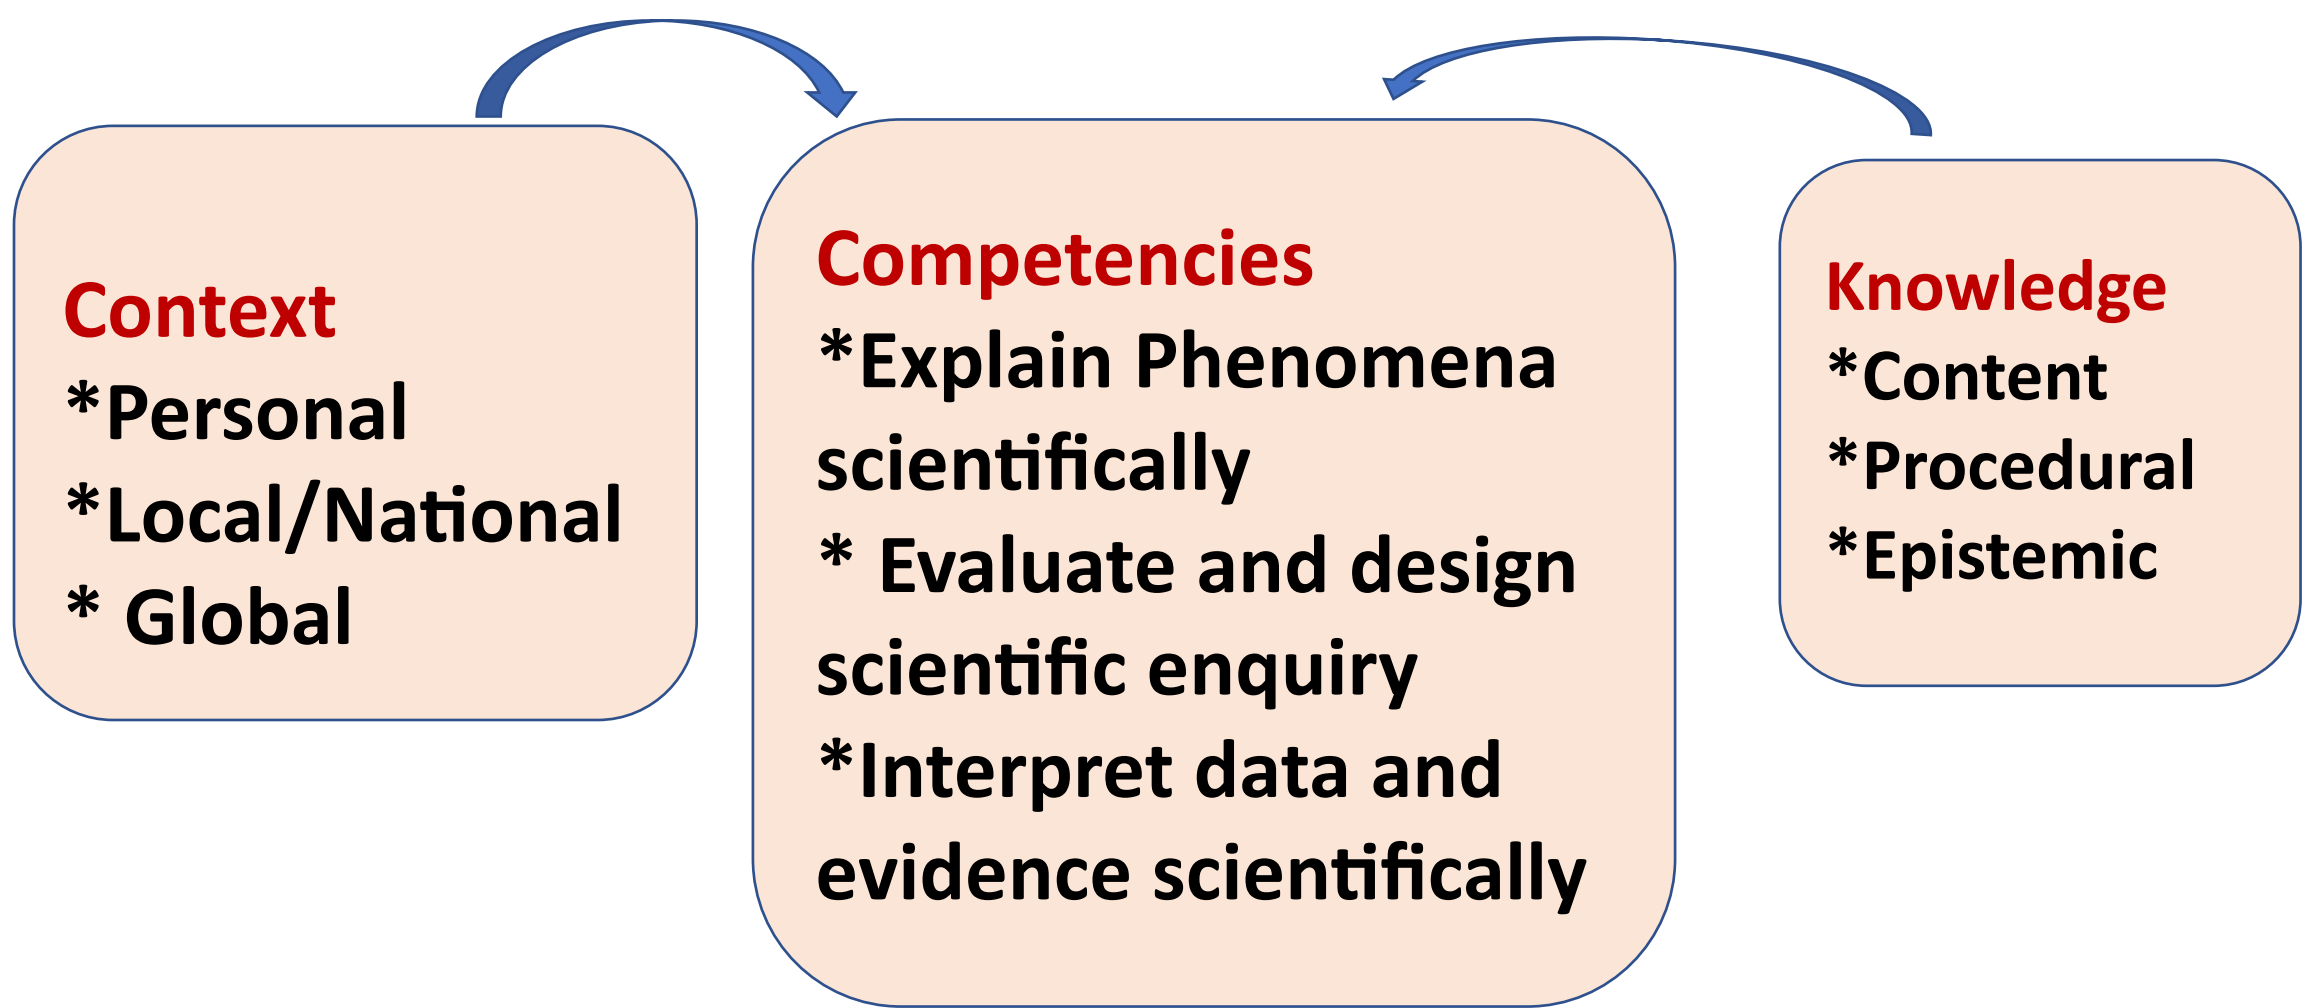 Context
*Personal
*Local/National
* Global
Competencies
*Explain Phenomena
scientifically
* Evaluate and design
scientific enquiry
*Interpret data and
evidence scientifically
Knowledge
*Content
*Procedural
*Epistemic